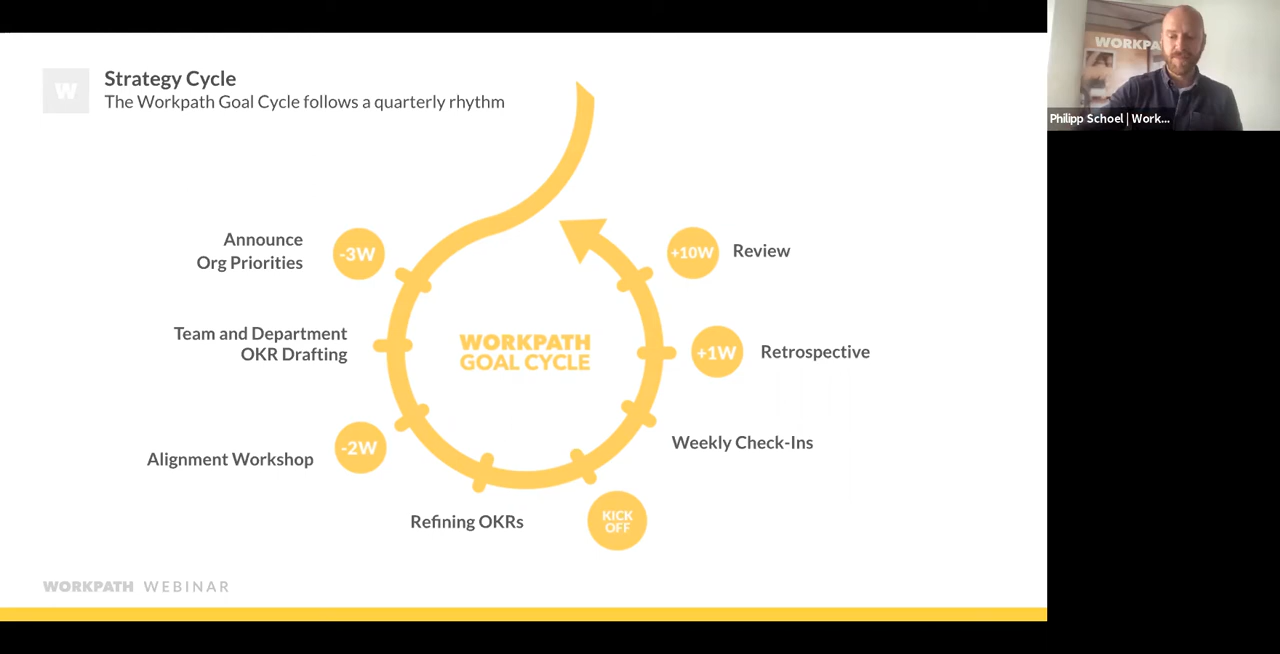 W
Strategy Cycle
The Workpath Goal Cycle follows a quarterly rhythm
Announce
Org Priorities
-3W
+10W
Review
Team and Department
OKR Drafting
WORKPATH
GOAL CYCLE
+1W
Retrospective
Alignment Workshop
-2W
Weekly Check-Ins
Refining OKRs
KICK
OFF
WORKPATH WEBINAR
WORKPA
Philipp Schoel | Work...